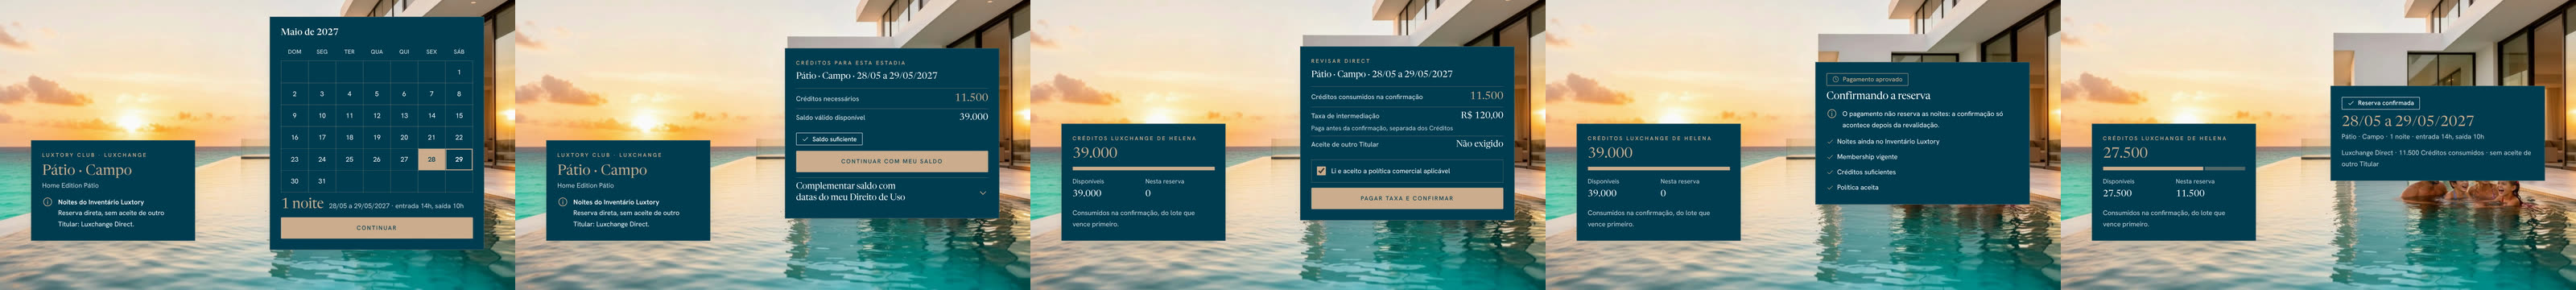 LUXTORY CLUB · LUXCHANGE
Pátio · Campo
Home Edition Pátio
Noites do Inventário Luxtory
Reserva direta, sem aceite de outro
Titular: Luxchange Direct.
Maio de 2027
DOM SEG TER QUA QUI SEX SÁB
1
2 3 4 5 6 7 8
9 10 11 12 13 14 15
16 17 18 19 20 21 22
23 24 25 26 27 28 29
30 31
1 noite 28/05 a 29/05/2027 · entrada 14h, saída 10h
CONTINUAR
LUXTORY CLUB · LUXCHANGE
Pátio · Campo
Home Edition Pátio
Noites do Inventário Luxtory
Reserva direta, sem aceite de outro
Titular: Luxchange Direct.
CRÉDITOS PARA ESTA ESTADIA
Pátio · Campo · 28/05 a 29/05/2027
Créditos necessários 11.500
Saldo válido disponível 39.000
Saldo suficiente
CONTINUAR COM MEU SALDO
Complementar saldo com
datas do meu Direito de Uso
CRÉDITOS LUXCHANGE DE HELENA
39.000
Disponíveis Nesta reserva
39.000 0
Consumidos na confirmação, do lote que
vence primeiro.
REVISAR DIRECT
Pátio · Campo · 28/05 a 29/05/2027
Créditos consumidos na confirmação 11.500
Taxa de intermediação R$ 120,00
Paga antes da confirmação, separada dos Créditos
Aceite de outro Titular Não exigido
Li e aceito a política comercial aplicável
PAGAR TAXA E CONFIRMAR
CRÉDITOS LUXCHANGE DE HELENA
39.000
Disponíveis Nesta reserva
39.000 0
Consumidos na confirmação, do lote que
vence primeiro.
Pagamento aprovado
Confirmando a reserva
O pagamento não reserva as noites: a confirmação só
acontece depois da revalidação.
Noites ainda no Inventário Luxtory
Membership vigente
Créditos suficientes
Política aceita
CRÉDITOS LUXCHANGE DE HELENA
27.500
Disponíveis Nesta reserva
27.500 11.500
Consumidos na confirmação, do lote que
vence primeiro.
Reserva confirmada
28/05 a 29/05/2027
Pátio · Campo · 1 noite · entrada 14h, saída 10h
Luxchange Direct · 11.500 Créditos consumidos · sem aceite de
outro Titular